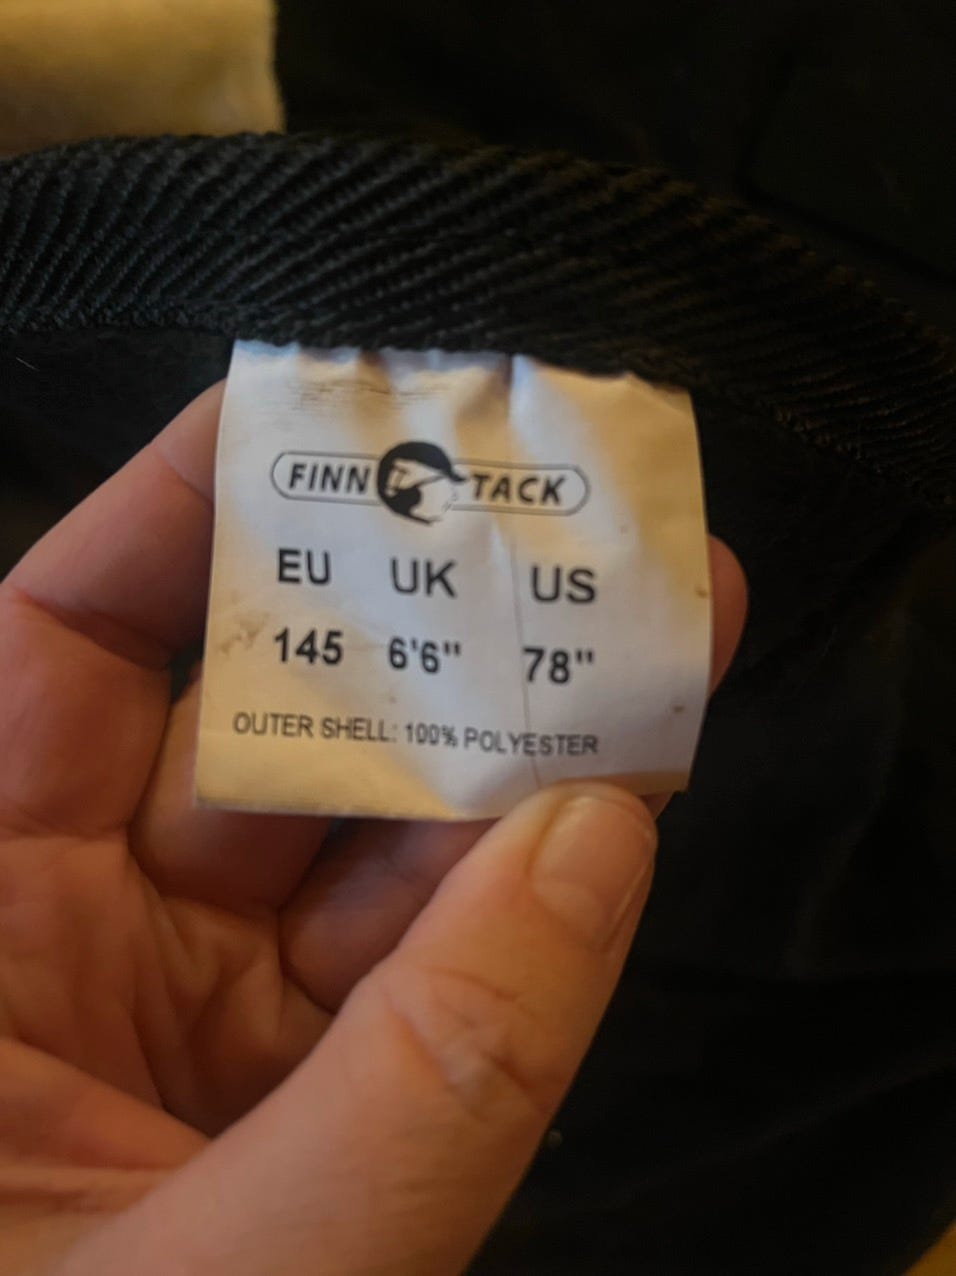 FINN TACK
EU UK US
145 6'6" 78"
OUTER SHELL: 100% POLYESTER